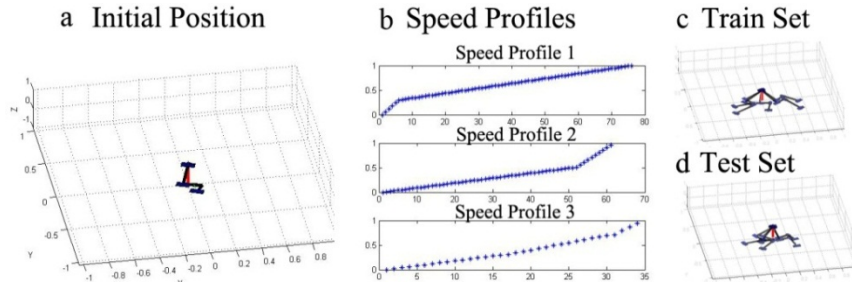 a Initial Position
b Speed Profiles
c Train Set
d Test Set
Speed Profile 1
1
0.5
0
0 10 20 30 40 50 60 70 80
Speed Profile 2
1
0.5
0
0 10 20 30 40 50 60 70
Speed Profile 3
1
0.5
0
0 5 10 15 20 25 30 35
Z
1
0
-1
1
0.5
0
-0.5
-1
Y
-1 -0.8 -0.6 -0.4 -0.2 0 0.2 0.4 0.6 0.8